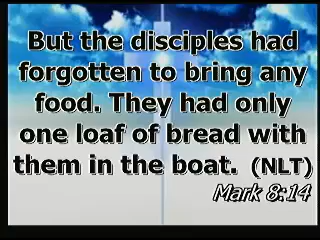 But the disciples had
forgotten to bring any
food. They had only
one loaf of bread with
them in the boat. (NLT)
Mark 8:14